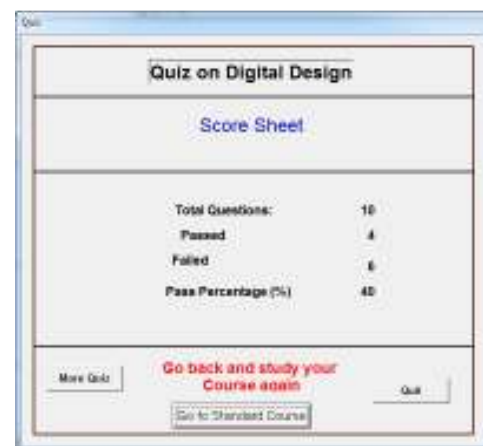 Quiz
Quiz on Digital Design
Score Sheet
Total Questions: 10
Passed 4
Failed 6
Pass Percentage (%) 40
Go back and study your
Course again
More Quiz
Quit
Go to Standard Course